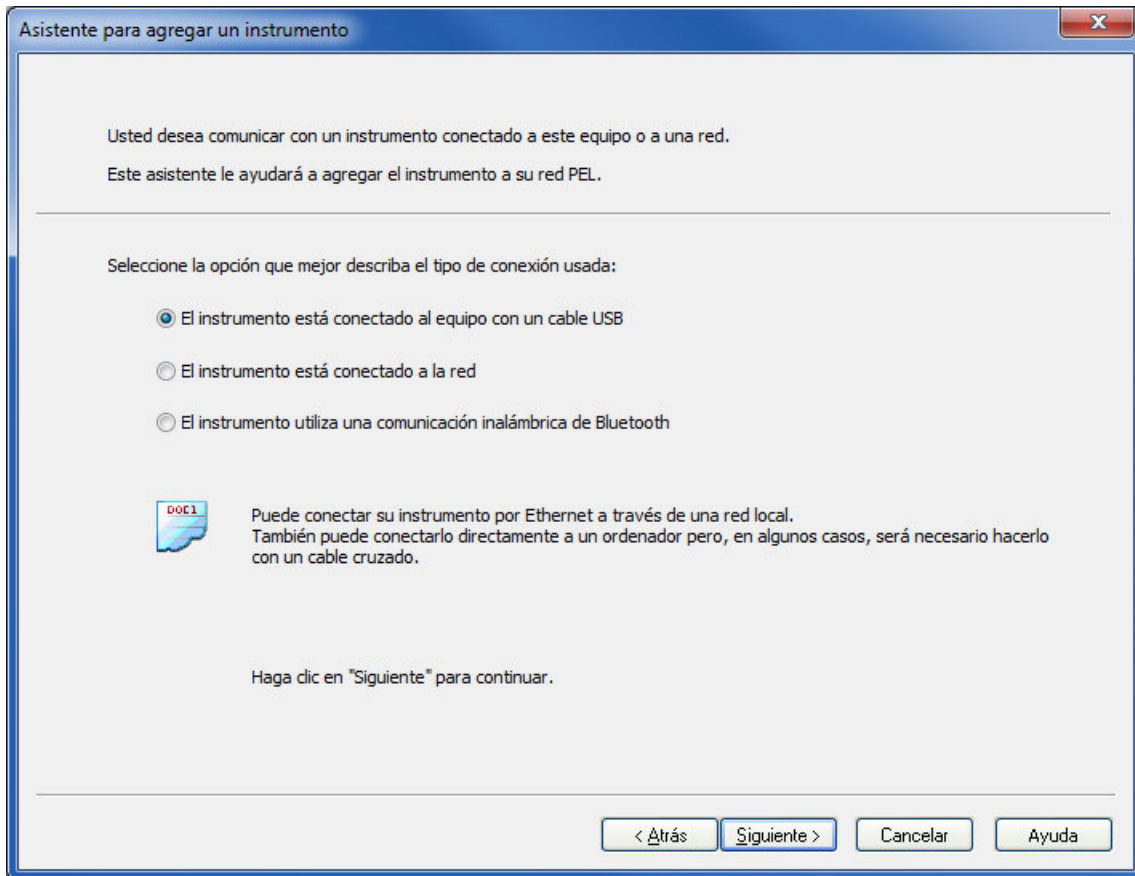 Asistente para agregar un instrumento
Usted desea comunicar con un instrumento conectado a este equipo o a una red.
Este asistente le ayudará a agregar el instrumento a su red PEL.
Seleccione la opción que mejor describa el tipo de conexión usada:
El instrumento está conectado al equipo con un cable USB
El instrumento está conectado a la red
El instrumento utiliza una comunicación inalámbrica de Bluetooth
DOC1
Puede conectar su instrumento por Ethernet a través de una red local.
También puede conectarlo directamente a un ordenador pero, en algunos casos, será necesario hacerlo
con un cable cruzado.
Haga clic en "Siguiente" para continuar.
< Atrás Siguiente > Cancelar Ayuda